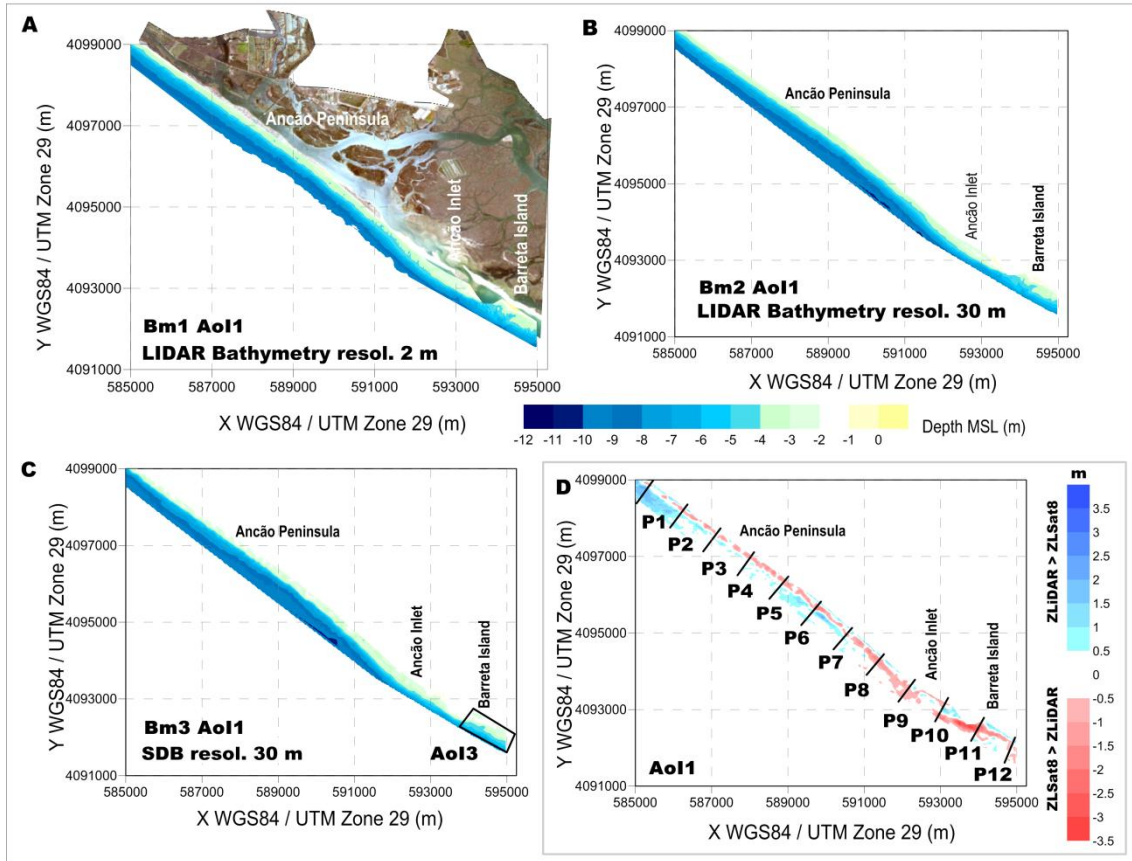 A
4099000
4097000
4095000
4093000
4091000
Y WGS84 / UTM Zone 29 (m)
Ancão Peninsula
Ancão Inlet
Barreta Island
Bm1 AoI1
LIDAR Bathymetry resol. 2 m
585000 587000 589000 591000 593000 595000
X WGS84 / UTM Zone 29 (m)
B
4099000
4097000
4095000
4093000
4091000
Y WGS84 / UTM Zone 29 (m)
Ancão Peninsula
Ancão Inlet
Barreta Island
Bm2 AoI1
LIDAR Bathymetry resol. 30 m
585000 587000 589000 591000 593000 595000
X WGS84 / UTM Zone 29 (m)
-12 -11 -10 -9 -8 -7 -6 -5 -4 -3 -2 -1 0
Depth MSL (m)
C
4099000
4097000
4095000
4093000
4091000
Y WGS84 / UTM Zone 29 (m)
Ancão Peninsula
Ancão Inlet
Barreta Island
Bm3 AoI1
SDB resol. 30 m
AoI3
585000 587000 589000 591000 593000 595000
X WGS84 / UTM Zone 29 (m)
D
4099000
4097000
4095000
4093000
4091000
Y WGS84 / UTM Zone 29 (m)
P1
P2
P3
P4
P5
P6
P7
P8
P9
P10
P11
P12
Ancão Peninsula
Ancão Inlet
Barreta Island
AoI1
585000 587000 589000 591000 593000 595000
X WGS84 / UTM Zone 29 (m)
m
3.5
3
2.5
2
1.5
1
0.5
0
-0.5
-1
-1.5
-2
-2.5
-3
-3.5
ZLiDAR > ZLSat8
ZLSat8 > ZLiDAR